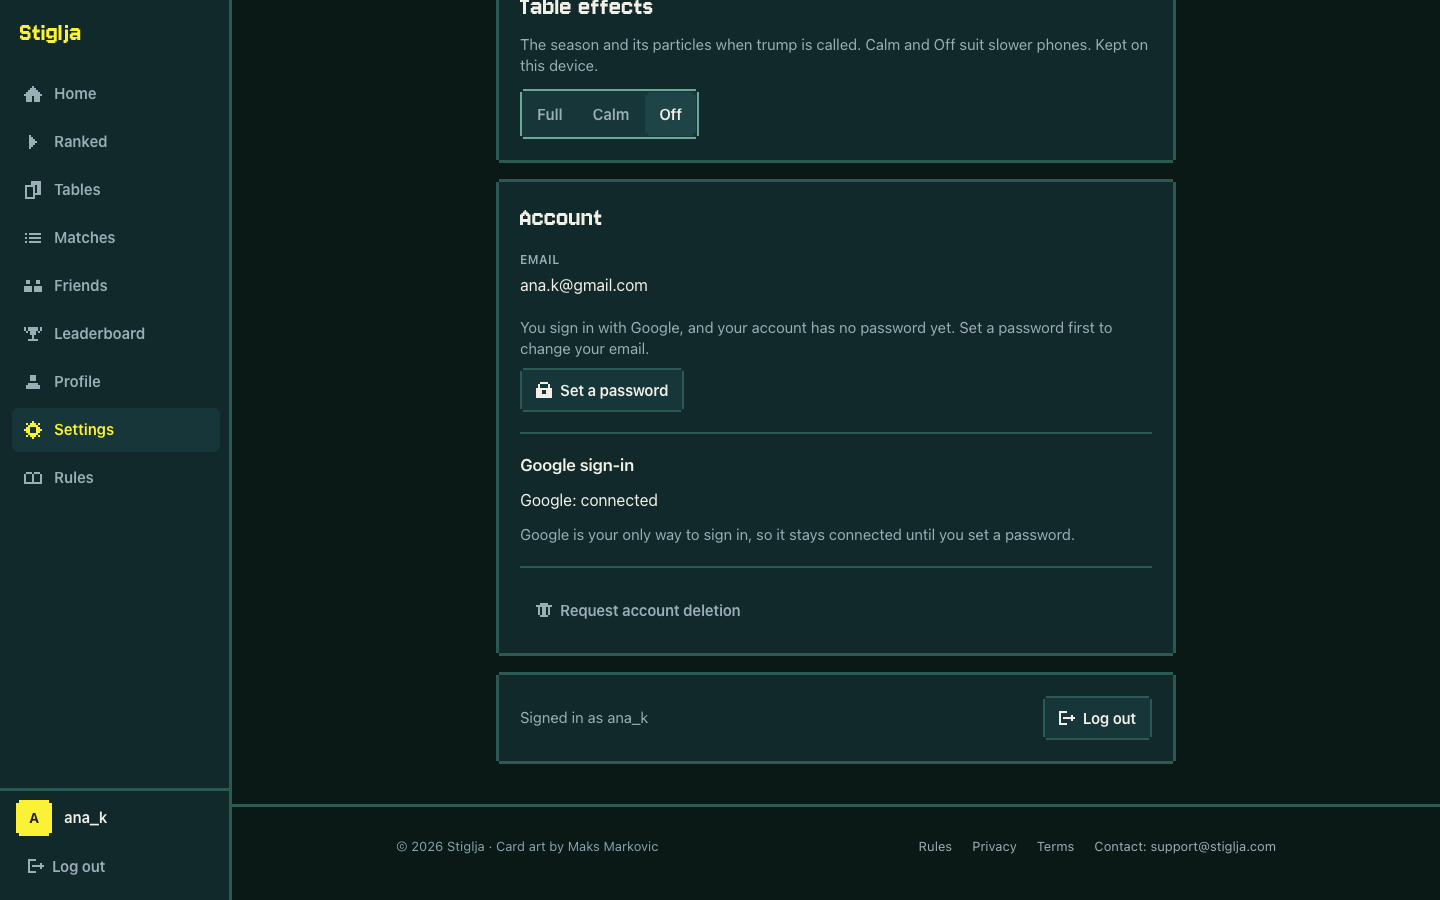 Stiglja
Home
Ranked
Tables
Matches
Friends
Leaderboard
Profile
Settings
Rules
A
ana_k
Log out
Table effects
The season and its particles when trump is called. Calm and Off suit slower phones. Kept on
this device.
Full Calm Off
Account
EMAIL
ana.k@gmail.com
You sign in with Google, and your account has no password yet. Set a password first to
change your email.
Set a password
Google sign-in
Google: connected
Google is your only way to sign in, so it stays connected until you set a password.
Request account deletion
Signed in as ana_k
Log out
© 2026 Stiglja · Card art by Maks Markovic
Rules Privacy Terms Contact: support@stiglja.com